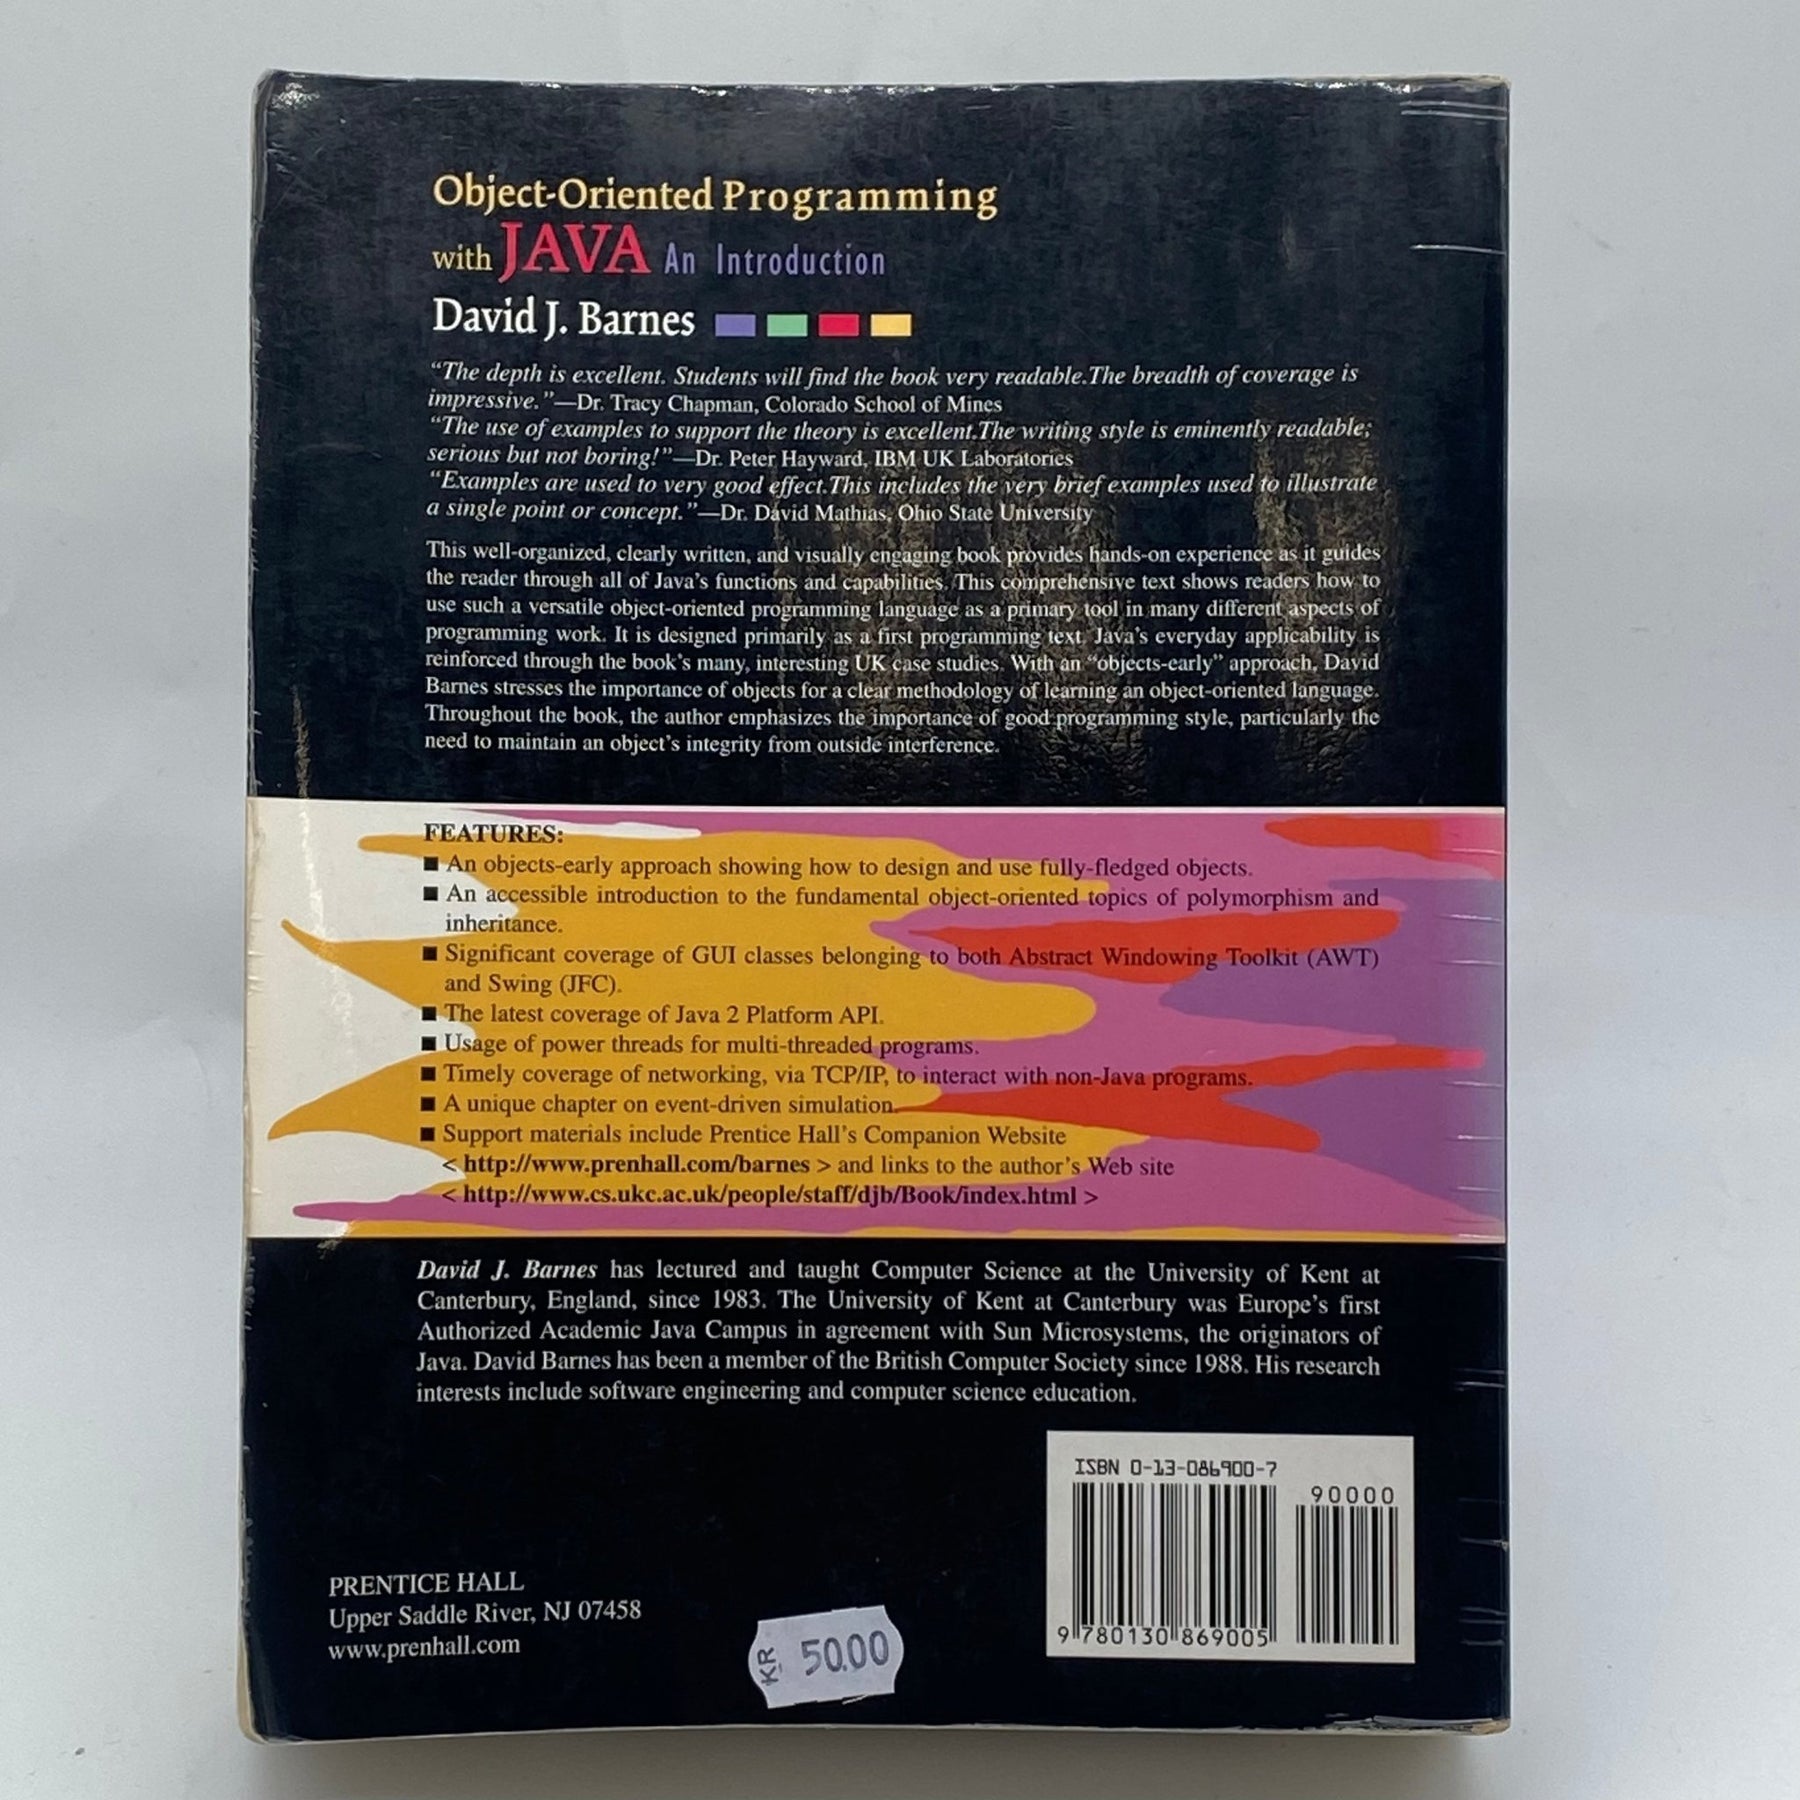 Object-Oriented Programming
with JAVA An Introduction
David J. Barnes
“The depth is excellent. Students will find the book very readable.The breadth of coverage is
impressive.”—Dr. Tracy Chapman, Colorado School of Mines
“The use of examples to support the theory is excellent.The writing style is eminently readable;
serious but not boring!”—Dr. Peter Hayward, IBM UK Laboratories
“Examples are used to very good effect.This includes the very brief examples used to illustrate
a single point or concept.”—Dr. David Mathias, Ohio State University
This well-organized, clearly written, and visually engaging book provides hands-on experience as it guides
the reader through all of Java’s functions and capabilities. This comprehensive text shows readers how to
use such a versatile object-oriented programming language as a primary tool in many different aspects of
programming work. It is designed primarily as a first programming text. Java’s everyday applicability is
reinforced through the book’s many, interesting UK case studies. With an “objects-early” approach, David
Barnes stresses the importance of objects for a clear methodology of learning an object-oriented language.
Throughout the book, the author emphasizes the importance of good programming style, particularly the
need to maintain an object’s integrity from outside interference.
FEATURES:
■ An objects-early approach showing how to design and use fully-fledged objects.
■ An accessible introduction to the fundamental object-oriented topics of polymorphism and
inheritance.
■ Significant coverage of GUI classes belonging to both Abstract Windowing Toolkit (AWT)
and Swing (JFC).
■ The latest coverage of Java 2 Platform API.
■ Usage of power threads for multi-threaded programs.
■ Timely coverage of networking, via TCP/IP, to interact with non-Java programs.
■ A unique chapter on event-driven simulation.
■ Support materials include Prentice Hall’s Companion Website
< http://www.prenhall.com/barnes > and links to the author’s Web site
< http://www.cs.ukc.ac.uk/people/staff/djb/Book/index.html >
David J. Barnes has lectured and taught Computer Science at the University of Kent at
Canterbury, England, since 1983. The University of Kent at Canterbury was Europe’s first
Authorized Academic Java Campus in agreement with Sun Microsystems, the originators of
Java. David Barnes has been a member of the British Computer Society since 1988. His research
interests include software engineering and computer science education.
ISBN 0-13-086900-7
90000
9 780130 869005
PRENTICE HALL
Upper Saddle River, NJ 07458
www.prenhall.com
KR 50.00